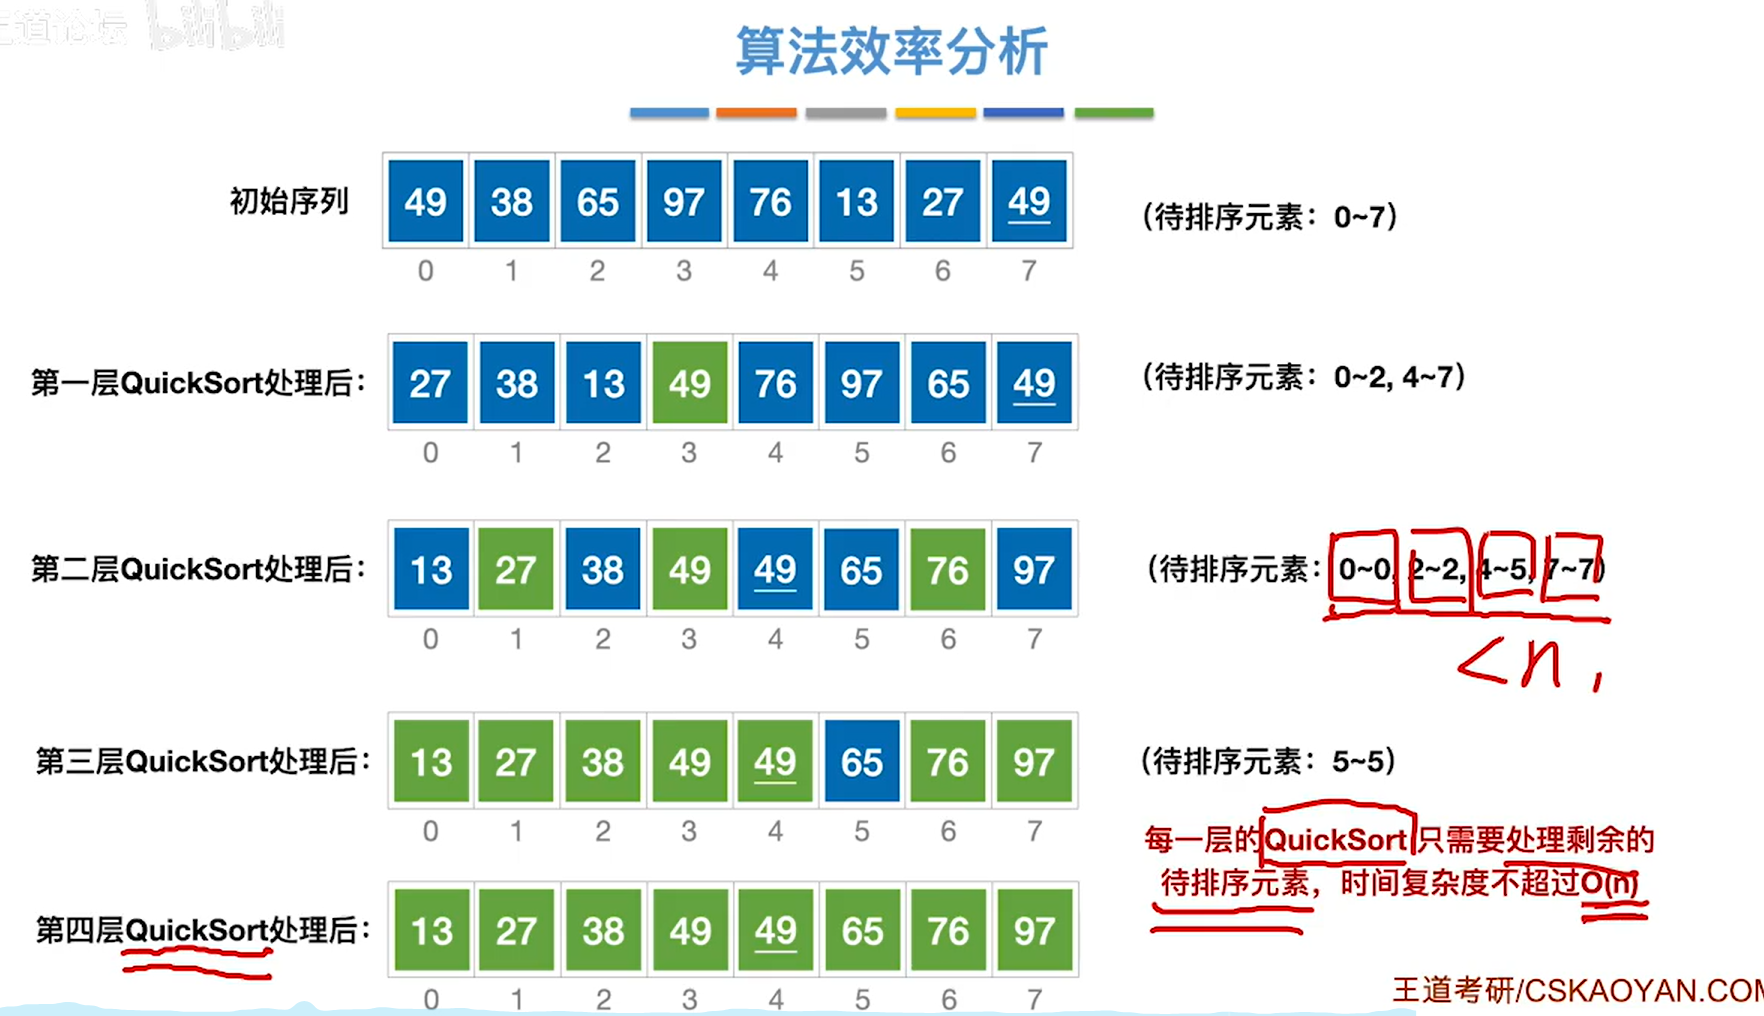 王道论坛 bilibili
算法效率分析
初始序列 49 38 65 97 76 13 27 49 (待排序元素：0~7)
0 1 2 3 4 5 6 7
第一层QuickSort处理后： 27 38 13 49 76 97 65 49 (待排序元素：0~2, 4~7)
0 1 2 3 4 5 6 7
第二层QuickSort处理后： 13 27 38 49 49 65 76 97 (待排序元素：0~0, 2~2, 4~5, 7~7)
0 1 2 3 4 5 6 7
<n,
第三层QuickSort处理后： 13 27 38 49 49 65 76 97 (待排序元素：5~5)
0 1 2 3 4 5 6 7
每一层的QuickSort只需要处理剩余的
待排序元素，时间复杂度不超过O(n)
第四层QuickSort处理后： 13 27 38 49 49 65 76 97
0 1 2 3 4 5 6 7
王道考研/CSKAOYAN.COM